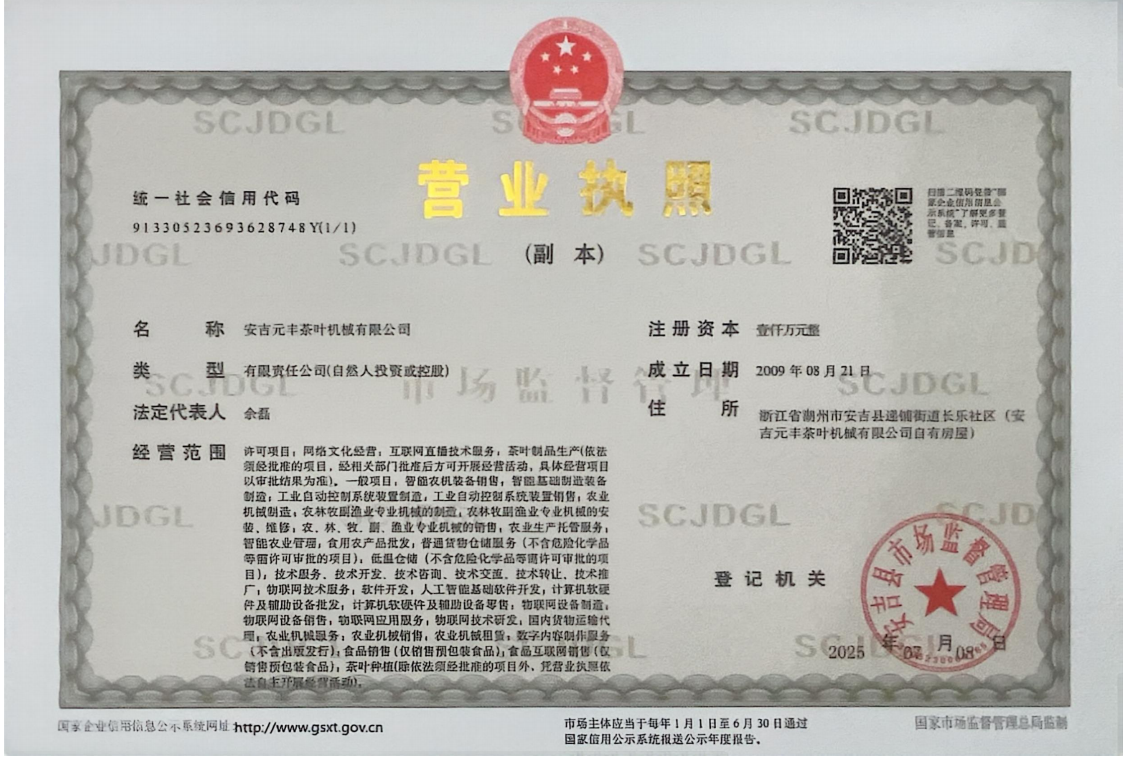 营业执照
(副 本)
统一社会信用代码
91330523693628748Y(1/1)
扫描二维码登录“国
家企业信用信息公
示系统”了解更多登
记、备案、许可、监
管信息
名 称 安吉元丰茶叶机械有限公司
类 型 有限责任公司(自然人投资或控股)
法定代表人 余磊
经营范围 许可项目：网络文化经营；互联网直播技术服务；茶叶制品生产(依法
须经批准的项目，经相关部门批准后方可开展经营活动，具体经营项目
以审批结果为准)。一般项目：智能农机装备销售；智能基础制造装备
制造；工业自动控制系统装置制造；工业自动控制系统装置销售；农业
机械制造；农林牧副渔业专业机械的制造；农林牧副渔业专业机械的安
装、维修；农、林、牧、副、渔业专业机械的销售；农业生产托管服务；
智能农业管理；食用农产品批发；普通货物仓储服务（不含危险化学品
等需许可审批的项目）；低温仓储（不含危险化学品等需许可审批的项
目）；技术服务、技术开发、技术咨询、技术交流、技术转让、技术推
广；物联网技术服务；软件开发；人工智能基础软件开发；计算机软硬
件及辅助设备批发；计算机软硬件及辅助设备零售；物联网设备制造；
物联网设备销售；物联网应用服务；物联网技术研发；国内货物运输代
理；农业机械服务；农业机械销售；农业机械租赁；数字内容制作服务
（不含出版发行）；食品销售（仅销售预包装食品）；食品互联网销售（仅
销售预包装食品）；茶叶种植(除依法须经批准的项目外，凭营业执照依
法自主开展经营活动)。
注册资本 壹仟万元整
成立日期 2009 年 08 月 21 日
住 所 浙江省湖州市安吉县递铺街道长乐社区（安
吉元丰茶叶机械有限公司自有房屋）
登记机关
安吉县市场监督管理局
2025 年 07 月 08 日
SCJDGL
市场监督管理
国家企业信用信息公示系统网址:http://www.gsxt.gov.cn
市场主体应当于每年1月1日至6月30日通过
国家信用公示系统报送公示年度报告。
国家市场监督管理总局监制